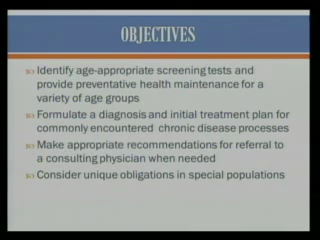 OBJECTIVES
Identify age-appropriate screening tests and
provide preventative health maintenance for a
variety of age groups
Formulate a diagnosis and initial treatment plan for
commonly encountered chronic disease processes
Make appropriate recommendations for referral to
a consulting physician when needed
Consider unique obligations in special populations